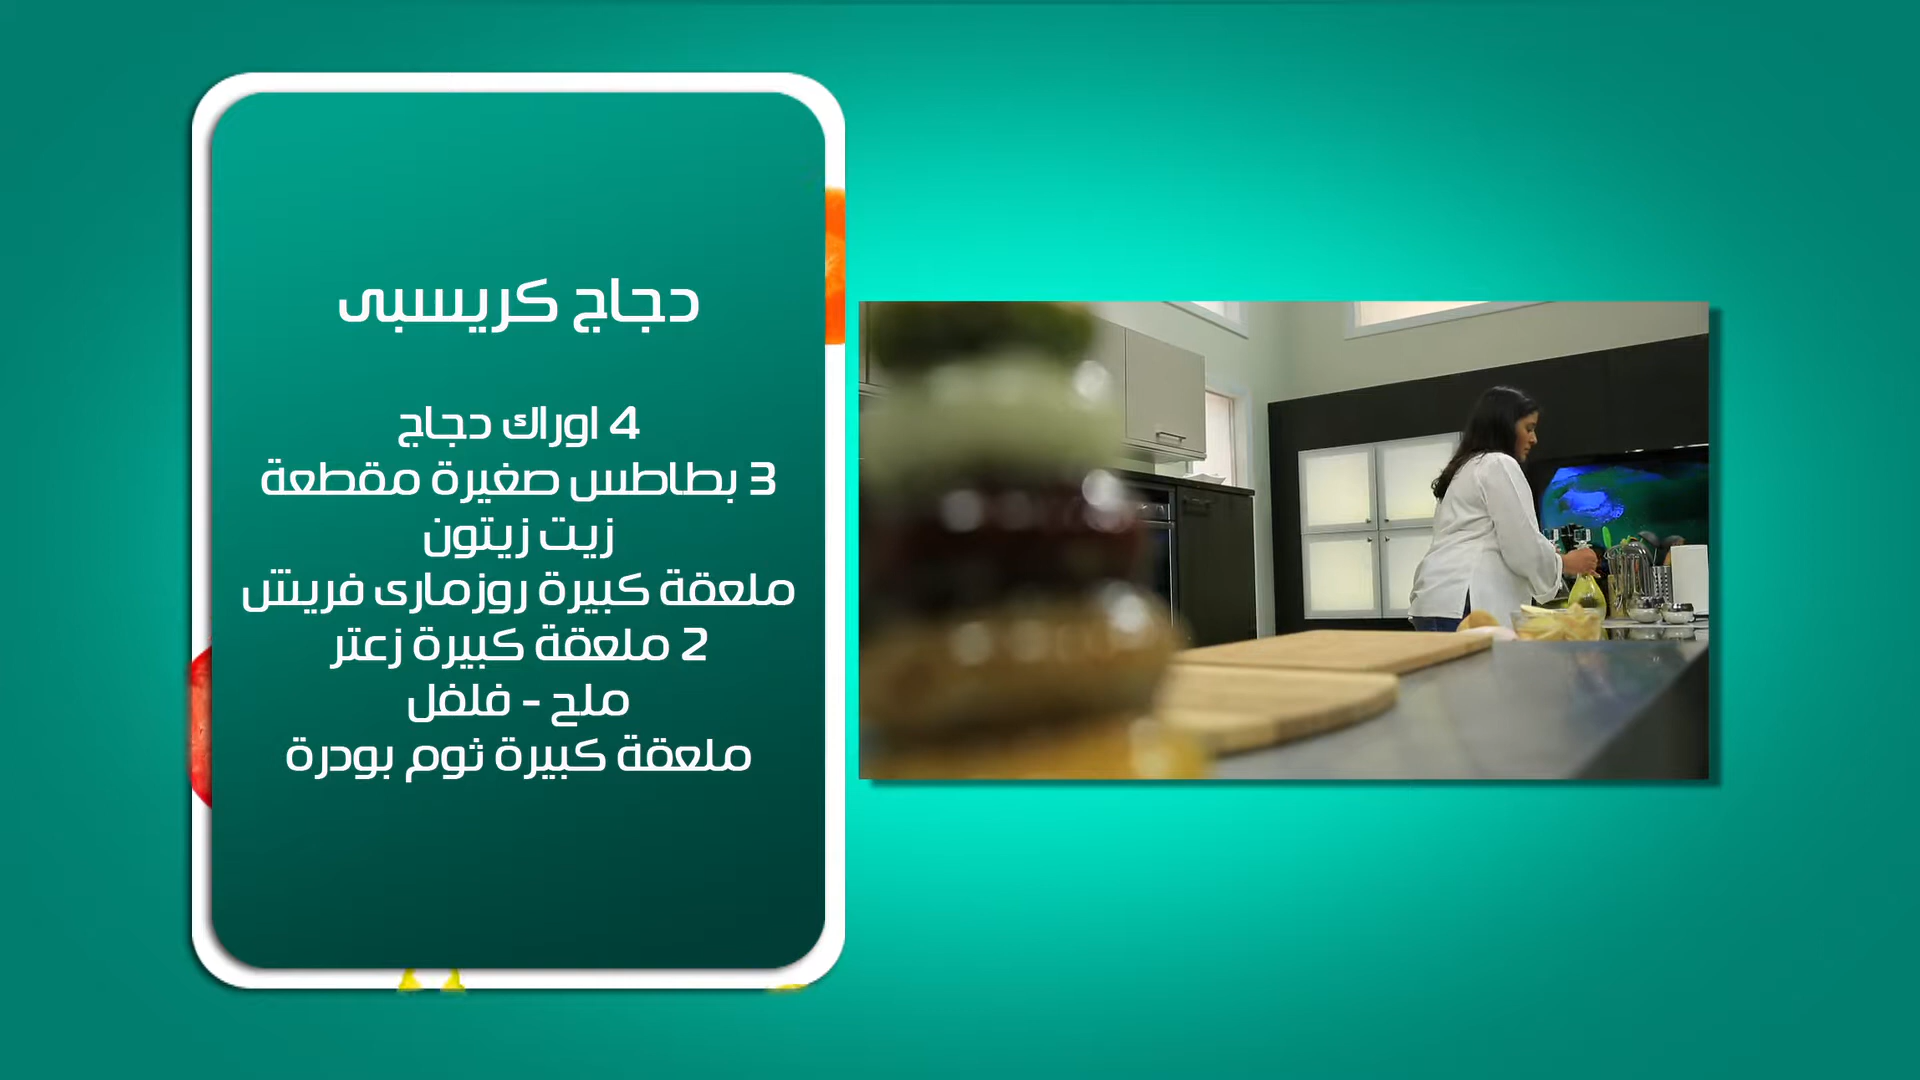 دجاج كريسبى
4 اوراك دجاج
3 بطاطس صغيرة مقطعة
زيت زيتون
ملعقة كبيرة روزمارى فريش
2 ملعقة كبيرة زعتر
ملح - فلفل
ملعقة كبيرة ثوم بودرة